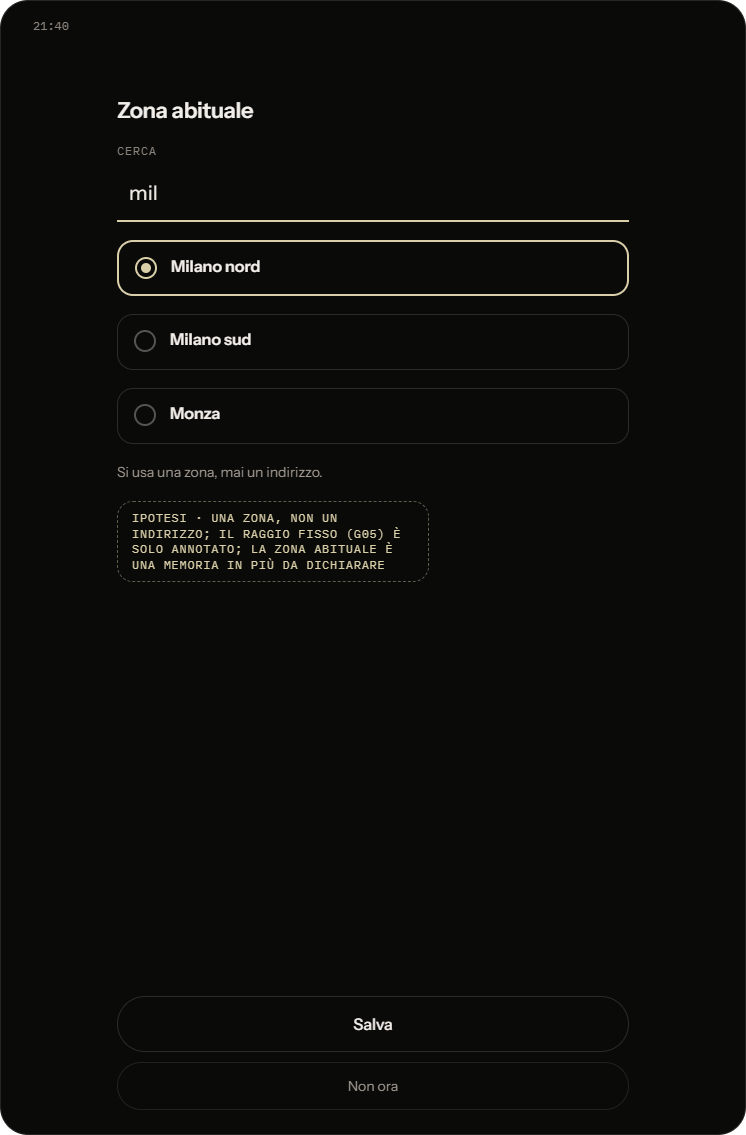 21:40
Zona abituale
CERCA
mil
Milano nord
Milano sud
Monza
Si usa una zona, mai un indirizzo.
IPOTESI · UNA ZONA, NON UN
INDIRIZZO; IL RAGGIO FISSO (G05) È
SOLO ANNOTATO; LA ZONA ABITUALE È
UNA MEMORIA IN PIÙ DA DICHIARARE
Salva
Non ora